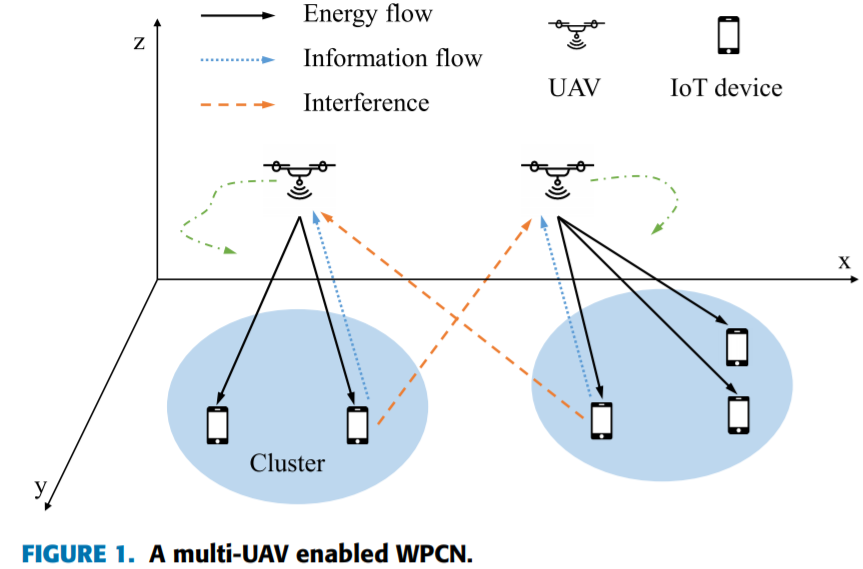 Energy flow
z
Information flow
UAV
IoT device
Interference
x
Cluster
y
FIGURE 1. A multi-UAV enabled WPCN.